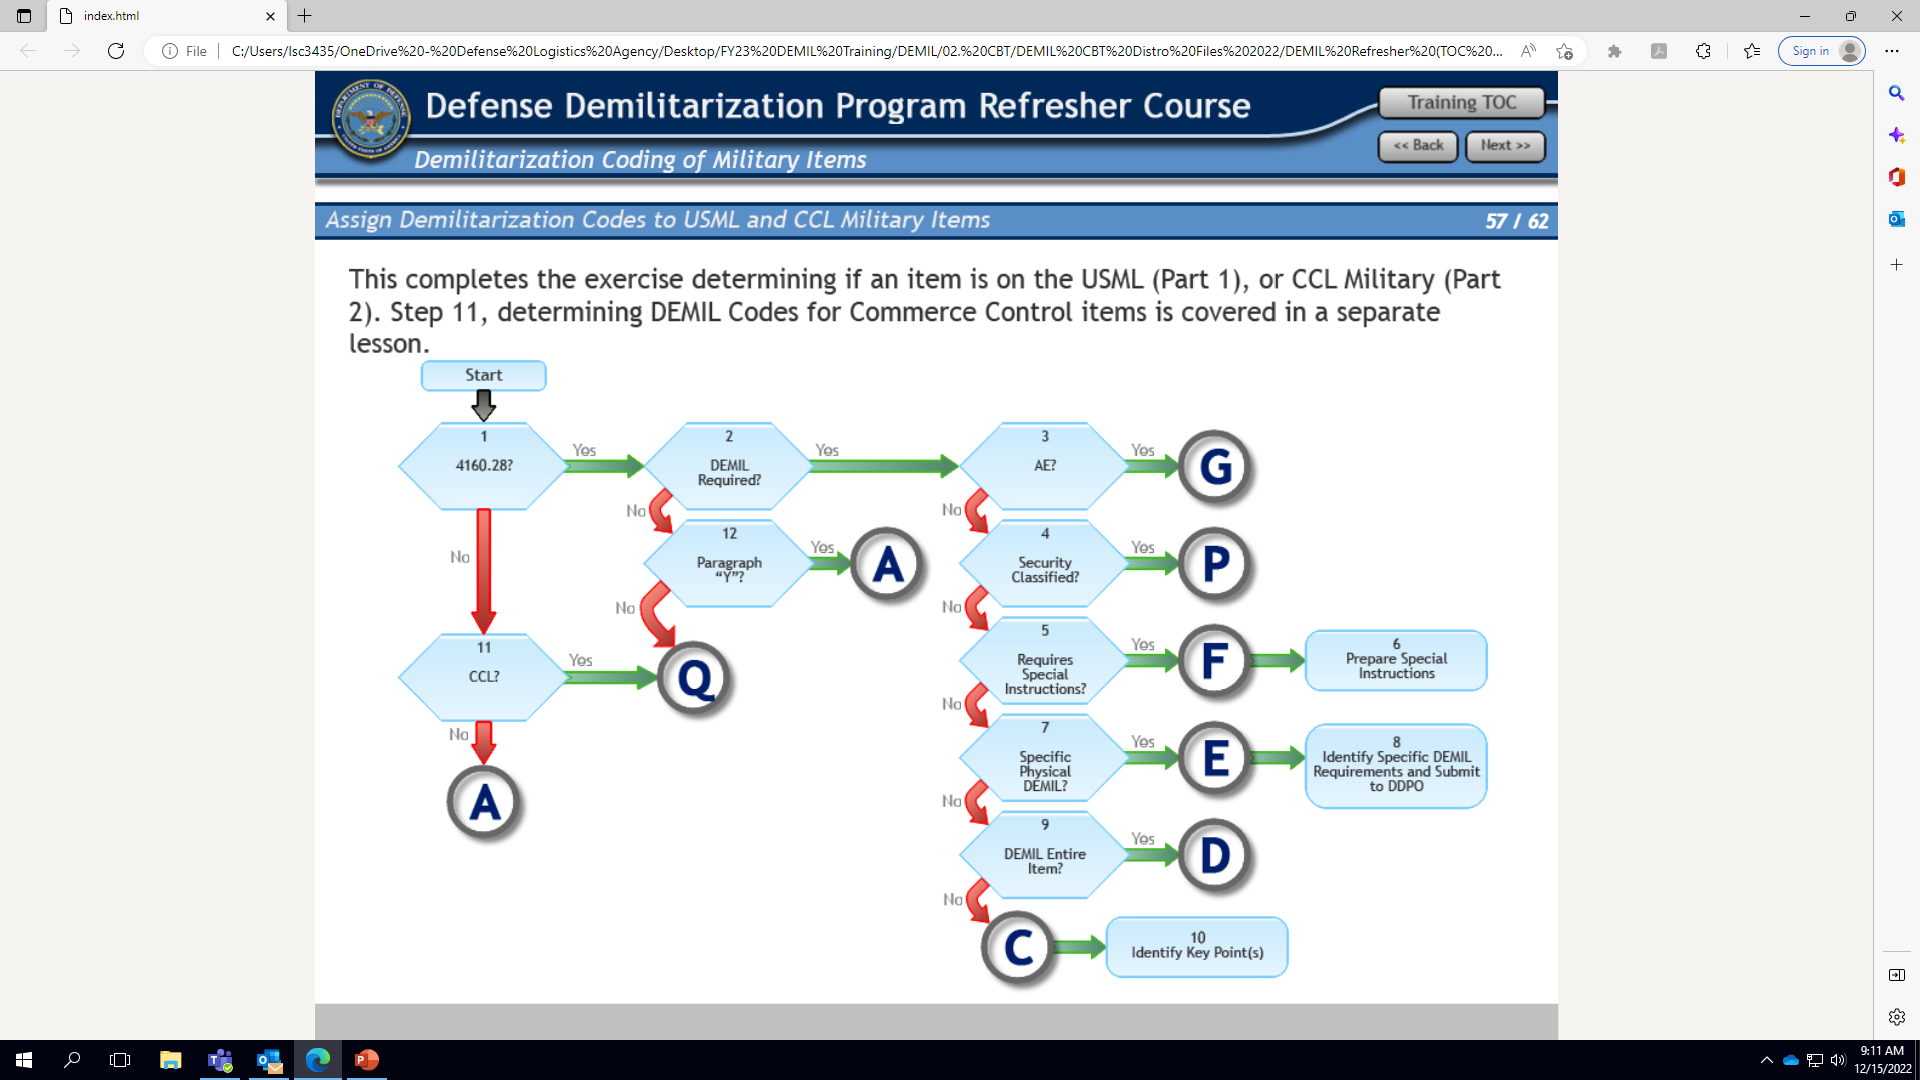 index.html
File
C:/Users/lsc3435/OneDrive%20-%20Defense%20Logistics%20Agency/Desktop/FY23%20DEMIL%20Training/DEMIL/02.%20CBT/DEMIL%20CBT%20Distro%20Files%202022/DEMIL%20Refresher%20(TOC%20...
Sign in
Defense Demilitarization Program Refresher Course
Training TOC
<< Back
Next >>
Demilitarization Coding of Military Items
Assign Demilitarization Codes to USML and CCL Military Items
57 / 62
This completes the exercise determining if an item is on the USML (Part 1), or CCL Military (Part
2). Step 11, determining DEMIL Codes for Commerce Control items is covered in a separate
lesson.
Start
1
4160.28?
Yes
2
DEMIL
Required?
Yes
3
AE?
Yes
G
No
No
No
12
Paragraph
"Y"?
Yes
A
4
Security
Classified?
Yes
P
No
No
11
CCL?
Yes
Q
5
Requires
Special
Instructions?
Yes
F
6
Prepare Special
Instructions
No
No
A
7
Specific
Physical
DEMIL?
Yes
E
8
Identify Specific DEMIL
Requirements and Submit
to DDPO
No
9
DEMIL Entire
Item?
Yes
D
No
C
10
Identify Key Point(s)
9:11 AM
12/15/2022